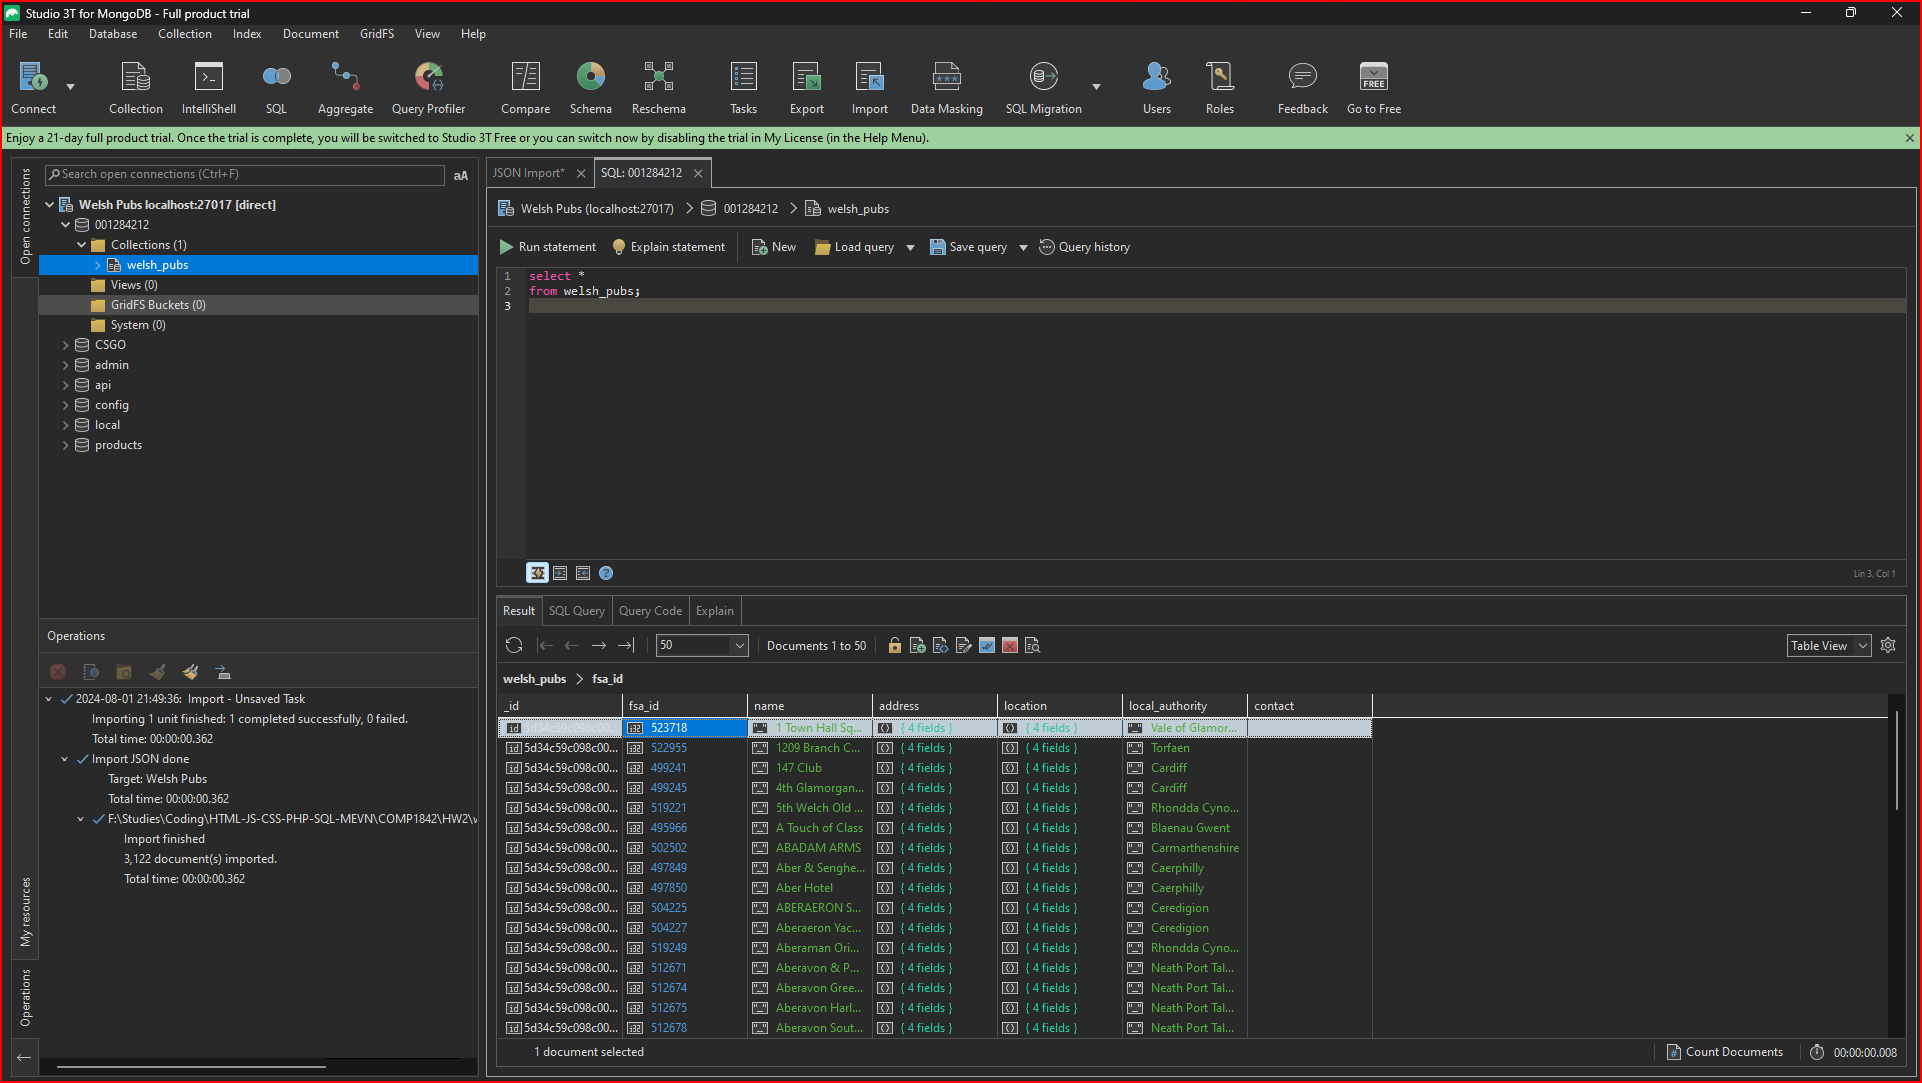 Studio 3T for MongoDB - Full product trial
File Edit Database Collection Index Document GridFS View Help
Connect Collection IntelliShell SQL Aggregate Query Profiler Compare Schema Reschema Tasks Export Import Data Masking SQL Migration Users Roles Feedback Go to Free
Enjoy a 21-day full product trial. Once the trial is complete, you will be switched to Studio 3T Free or you can switch now by disabling the trial in My License (in the Help Menu).
Open connections
My resources
Operations
Search open connections (Ctrl+F) aA
Welsh Pubs localhost:27017 [direct]
001284212
Collections (1)
welsh_pubs
Views (0)
GridFS Buckets (0)
System (0)
CSGO
admin
api
config
local
products
Operations
2024-08-01 21:49:36: Import - Unsaved Task
Importing 1 unit finished: 1 completed successfully, 0 failed.
Total time: 00:00:00.362
Import JSON done
Target: Welsh Pubs
Total time: 00:00:00.362
F:\Studies\Coding\HTML-JS-CSS-PHP-SQL-MEVN\COMP1842\HW2\
Import finished
3,122 document(s) imported.
Total time: 00:00:00.362
JSON Import* SQL: 001284212
Welsh Pubs (localhost:27017) 001284212 welsh_pubs
Run statement Explain statement New Load query Save query Query history
1 select *
2 from welsh_pubs;
3
Lin 3, Col 1
Result SQL Query Query Code Explain
50 Documents 1 to 50 Table View
welsh_pubs fsa_id
_id fsa_id name address location local_authority contact
5d34c59c098c00... 523718 1 Town Hall Sq... { 4 fields } { 4 fields } Vale of Glamor...
5d34c59c098c00... 522955 1209 Branch C... { 4 fields } { 4 fields } Torfaen
5d34c59c098c00... 499241 147 Club { 4 fields } { 4 fields } Cardiff
5d34c59c098c00... 499245 4th Glamorgan... { 4 fields } { 4 fields } Cardiff
5d34c59c098c00... 519221 5th Welch Old ... { 4 fields } { 4 fields } Rhondda Cyno...
5d34c59c098c00... 495966 A Touch of Class { 4 fields } { 4 fields } Blaenau Gwent
5d34c59c098c00... 502502 ABADAM ARMS { 4 fields } { 4 fields } Carmarthenshire
5d34c59c098c00... 497849 Aber & Senghe... { 4 fields } { 4 fields } Caerphilly
5d34c59c098c00... 497850 Aber Hotel { 4 fields } { 4 fields } Caerphilly
5d34c59c098c00... 504225 ABERAERON S... { 4 fields } { 4 fields } Ceredigion
5d34c59c098c00... 504227 Aberaeron Yac... { 4 fields } { 4 fields } Ceredigion
5d34c59c098c00... 519249 Aberaman Ori... { 4 fields } { 4 fields } Rhondda Cyno...
5d34c59c098c00... 512671 Aberavon & P... { 4 fields } { 4 fields } Neath Port Tal...
5d34c59c098c00... 512674 Aberavon Gree... { 4 fields } { 4 fields } Neath Port Tal...
5d34c59c098c00... 512675 Aberavon Harl... { 4 fields } { 4 fields } Neath Port Tal...
5d34c59c098c00... 512678 Aberavon Sout... { 4 fields } { 4 fields } Neath Port Tal...
1 document selected Count Documents 00:00:00.008